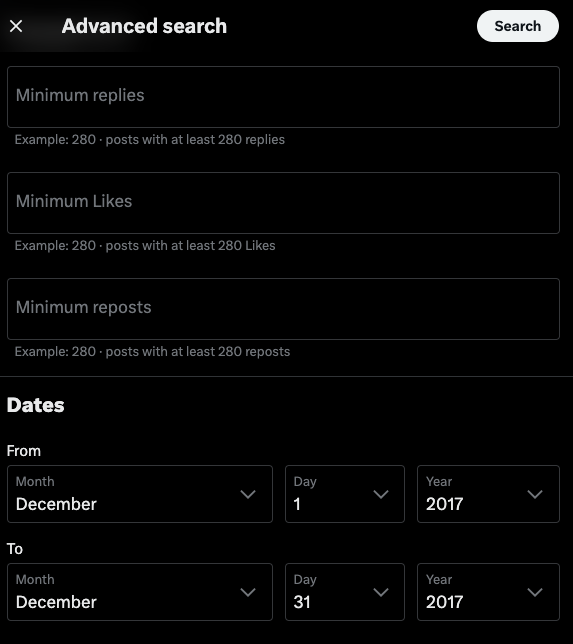 Advanced search
Search
Minimum replies
Example: 280 · posts with at least 280 replies
Minimum Likes
Example: 280 · posts with at least 280 Likes
Minimum reposts
Example: 280 · posts with at least 280 reposts
Dates
From
Month Day Year
December 1 2017
To
Month Day Year
December 31 2017